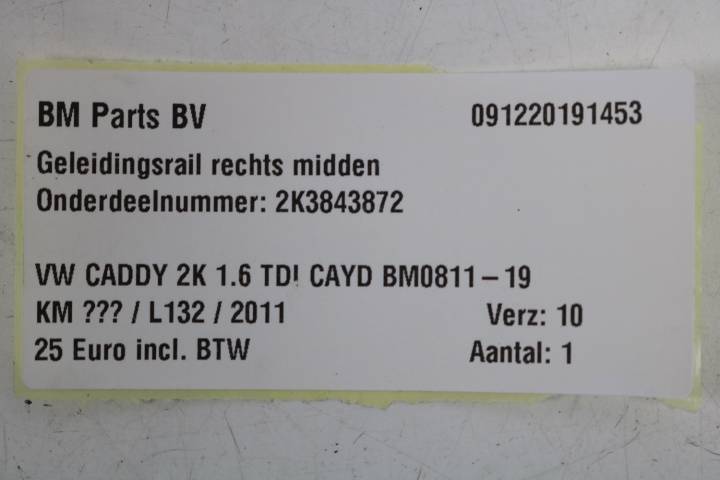 BM Parts BV 091220191453
Geleidingsrail rechts midden
Onderdeelnummer: 2K3843872
VW CADDY 2K 1.6 TDI CAYD BM0811-19
KM ??? / L132 / 2011 Verz: 10
25 Euro incl. BTW Aantal: 1